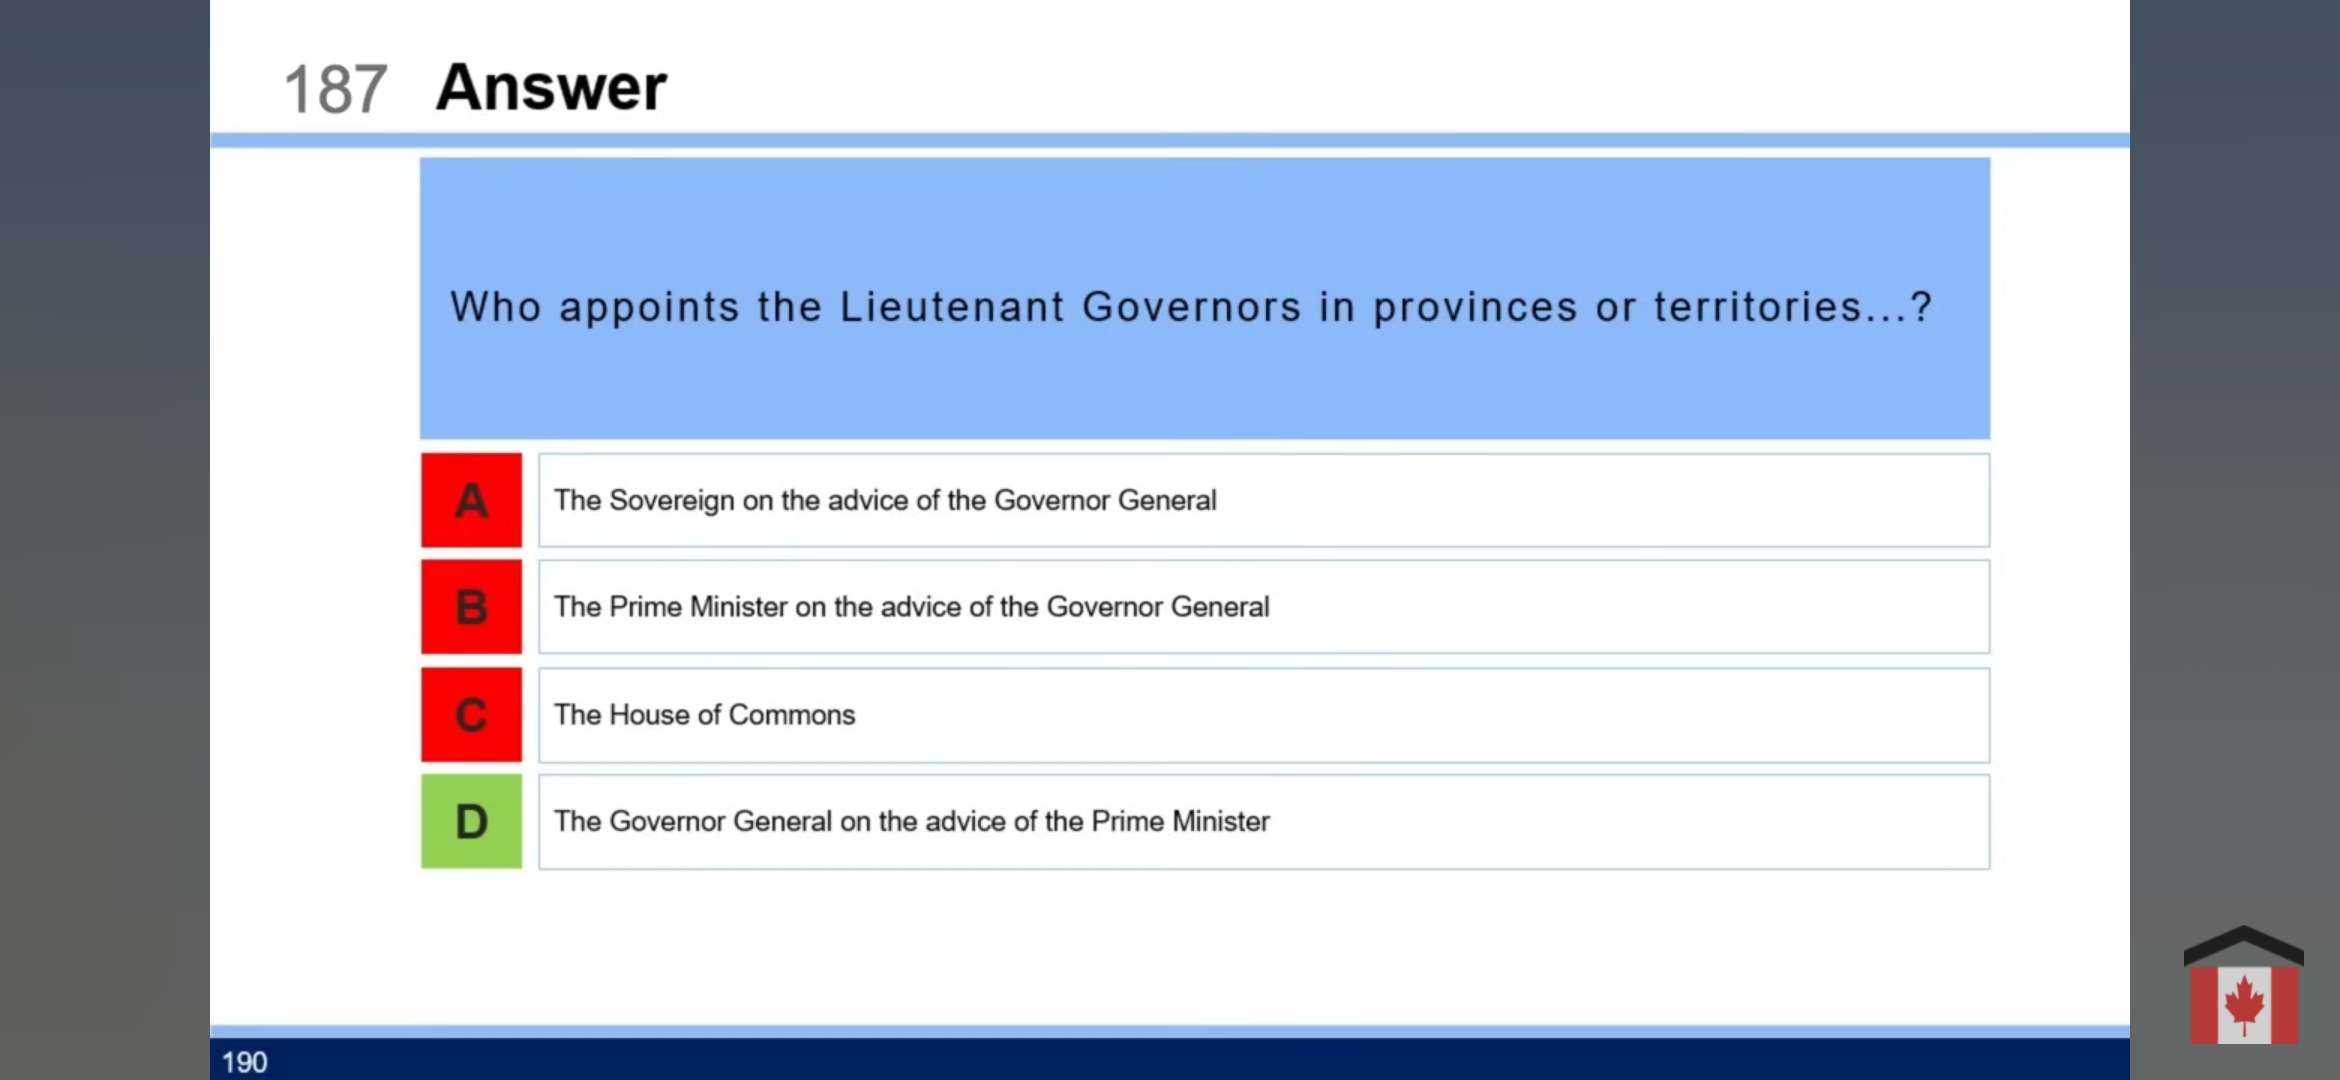 187 Answer
Who appoints the Lieutenant Governors in provinces or territories...?
A The Sovereign on the advice of the Governor General
B The Prime Minister on the advice of the Governor General
C The House of Commons
D The Governor General on the advice of the Prime Minister
190